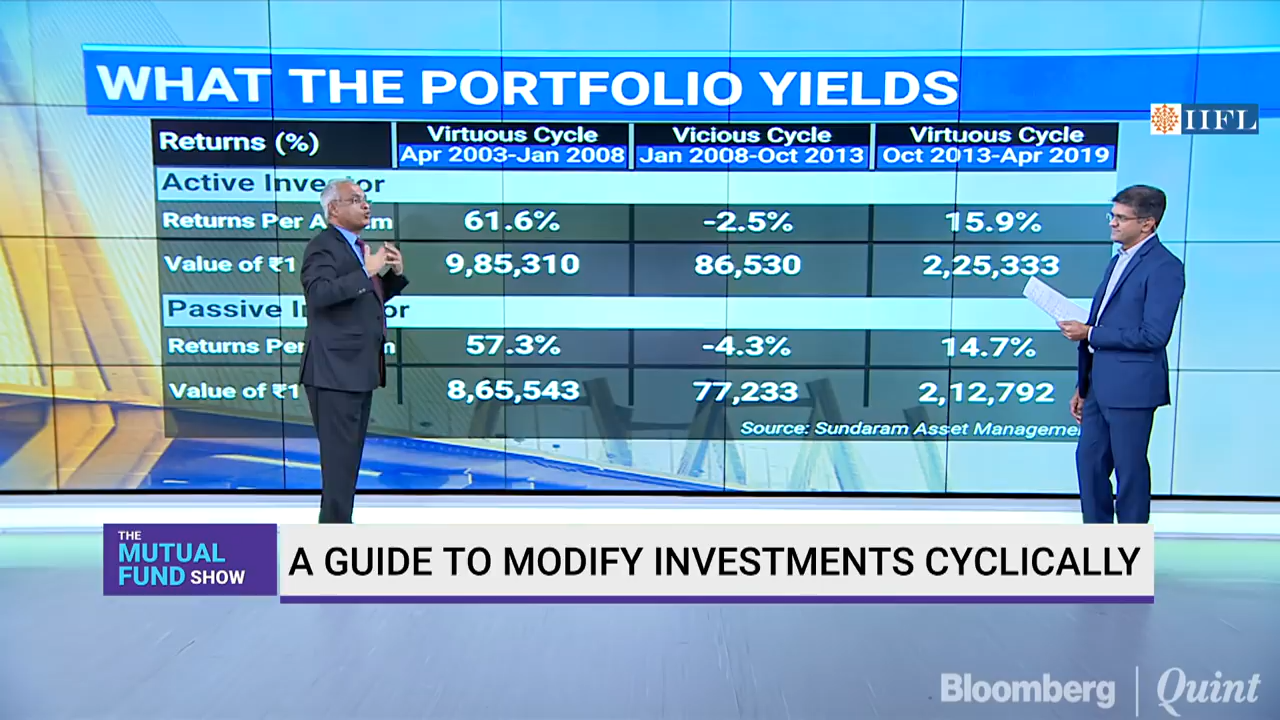 WHAT THE PORTFOLIO YIELDS
IIFL
Returns (%) Virtuous Cycle Vicious Cycle Virtuous Cycle
Apr 2003-Jan 2008 Jan 2008-Oct 2013 Oct 2013-Apr 2019
Active or
Returns Per 61.6% -2.5% 15.9%
Value of ₹1 9,85,310 86,530 2,25,333
Passive or
Returns Per 57.3% -4.3% 14.7%
Value of ₹1 8,65,543 77,233 2,12,792
Source: Sundaram Asset
THE
MUTUAL
FUND SHOW
A GUIDE TO MODIFY INVESTMENTS CYCLICALLY
Bloomberg | Quint